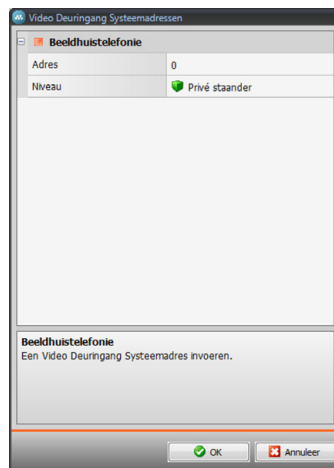 Video Deuringang Systeemadressen
Beeldhuistelefonie
Adres 0
Niveau Privé staander
Beeldhuistelefonie
Een Video Deuringang Systeemadres invoeren.
OK Annuleer